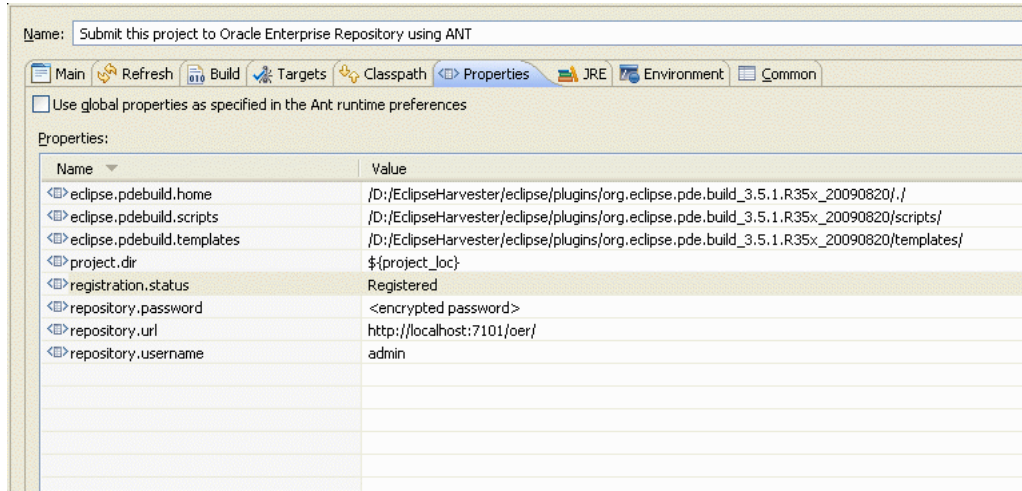 Name: Submit this project to Oracle Enterprise Repository using ANT
Main Refresh Build Targets Classpath Properties JRE Environment Common
Use global properties as specified in the Ant runtime preferences
Properties:
Name Value
eclipse.pdebuild.home /D:/EclipseHarvester/eclipse/plugins/org.eclipse.pde.build_3.5.1.R35x_20090820/./
eclipse.pdebuild.scripts /D:/EclipseHarvester/eclipse/plugins/org.eclipse.pde.build_3.5.1.R35x_20090820/scripts/
eclipse.pdebuild.templates /D:/EclipseHarvester/eclipse/plugins/org.eclipse.pde.build_3.5.1.R35x_20090820/templates/
project.dir ${project_loc}
registration.status Registered
repository.password <encrypted password>
repository.url http://localhost:7101/oer/
repository.username admin